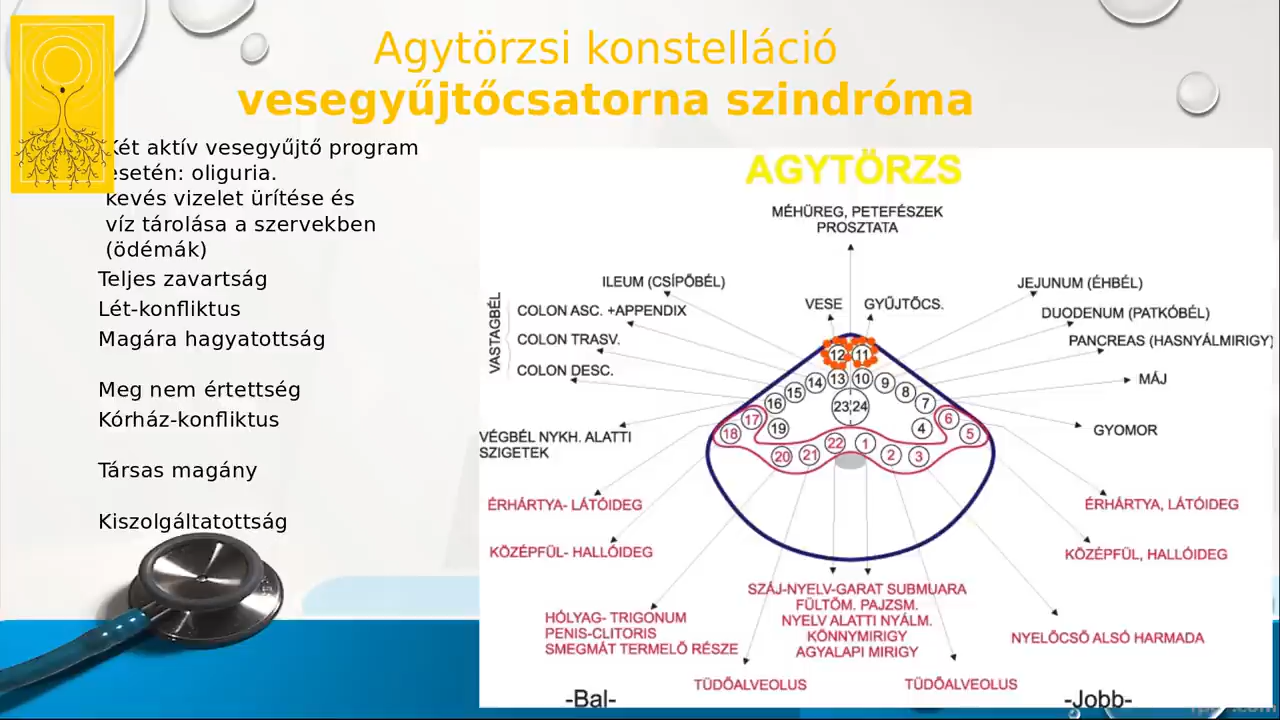 Agytörzsi konstelláció
vesegyűjtőcsatorna szindróma
Két aktív vesegyűjtő program
esetén: oliguria.
kevés vizelet ürítése és
víz tárolása a szervekben
(ödémák)
Teljes zavartság
Lét-konfliktus
Magára hagyatottság
Meg nem értettség
Kórház-konfliktus
Társas magány
Kiszolgáltatottság
AGYTÖRZS
MÉHÜREG, PETEFÉSZEK
PROSZTATA
ILEUM (CSÍPŐBÉL)
JEJUNUM (ÉHBÉL)
VASTAGBÉL
COLON ASC. +APPENDIX
VESE
GYŰJTŐCS.
DUODENUM (PATKÓBÉL)
COLON TRASV.
PANCREAS (HASNYÁLMIRIGY)
COLON DESC.
MÁJ
12 11
13 10
14 9
15 8
16 7
23 24
17 6
18 5
19 4
22 1
21 2
20 3
VÉGBÉL NYKH. ALATTI
SZIGETEK
GYOMOR
ÉRHÁRTYA- LÁTÓIDEG
ÉRHÁRTYA, LÁTÓIDEG
KÖZÉPFÜL- HALLÓIDEG
KÖZÉPFÜL, HALLÓIDEG
HÓLYAG- TRIGONUM
PENIS-CLITORIS
SMEGMÁT TERMELŐ RÉSZE
SZÁJ-NYELV-GARAT SUBMUARA
FÜLTŐM. PAJZSM.
NYELV ALATTI NYÁLM.
KÖNNYMIRIGY
AGYALAPI MIRIGY
NYELŐCSŐ ALSÓ HARMADA
TÜDŐALVEOLUS
TÜDŐALVEOLUS
-Bal-
-Jobb-